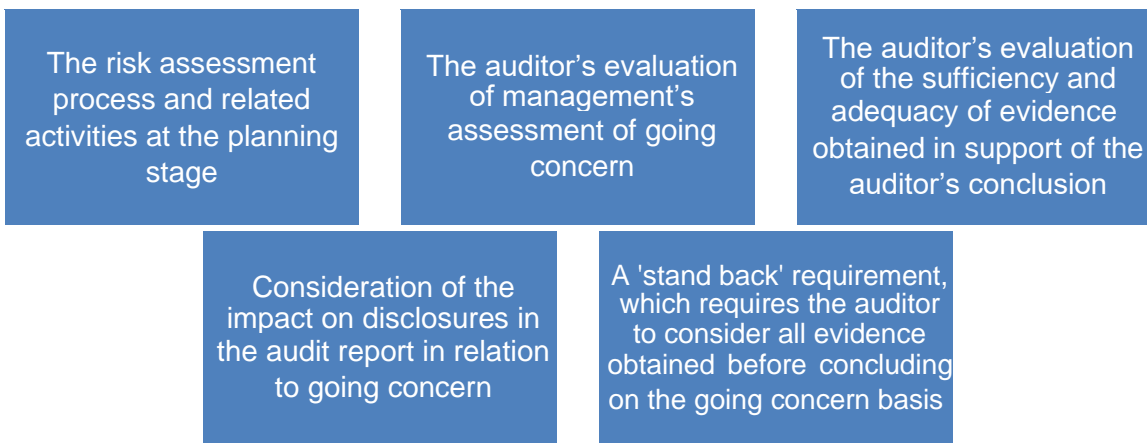 The risk assessment
process and related
activities at the planning
stage
The auditor’s evaluation
of management’s
assessment of going
concern
The auditor’s evaluation
of the sufficiency and
adequacy of evidence
obtained in support of the
auditor’s conclusion
Consideration of the
impact on disclosures in
the audit report in relation
to going concern
A 'stand back' requirement,
which requires the auditor
to consider all evidence
obtained before concluding
on the going concern basis